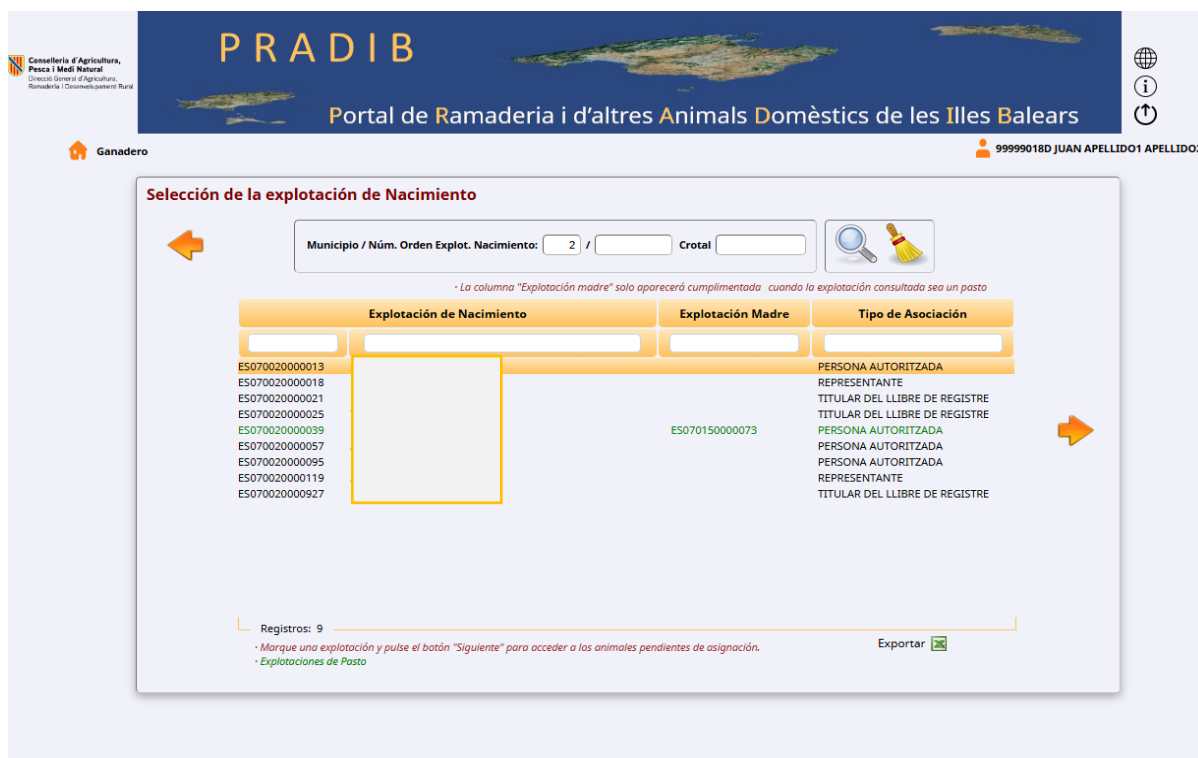 PRADIB
Conselleria d'Agricultura,
Pesca i Medi Natural
Direcció General d'Agricultura,
Ramaderia i Desenvolupament Rural
Portal de Ramaderia i d'altres Animals Domèstics de les Illes Balears
Ganadero
99999018D JUAN APELLIDO1 APELLIDO2
Selección de la explotación de Nacimiento
Municipio / Núm. Orden Explot. Nacimiento: 2 / Crotal
· La columna "Explotación madre" solo aparecerá cumplimentada cuando la explotación consultada sea un pasto
Explotación de Nacimiento Explotación Madre Tipo de Asociación
ES070020000013 PERSONA AUTORITZADA
ES070020000018 REPRESENTANTE
ES070020000021 TITULAR DEL LLIBRE DE REGISTRE
ES070020000025 TITULAR DEL LLIBRE DE REGISTRE
ES070020000039 ES070150000073 PERSONA AUTORITZADA
ES070020000057 PERSONA AUTORITZADA
ES070020000095 PERSONA AUTORITZADA
ES070020000119 REPRESENTANTE
ES070020000927 TITULAR DEL LLIBRE DE REGISTRE
Registros: 9
· Marque una explotación y pulse el botón "Siguiente" para acceder a los animales pendientes de asignación.
Exportar
· Explotaciones de Pasto